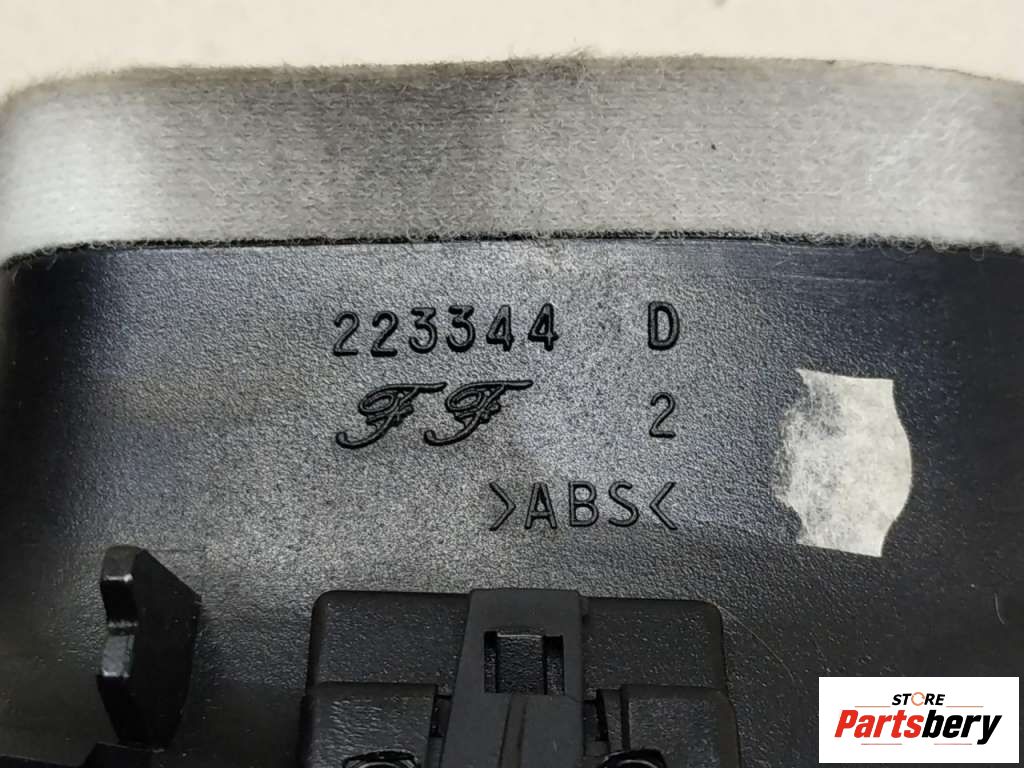 223344 D
FF 2
>ABS<
STORE
Partsbery